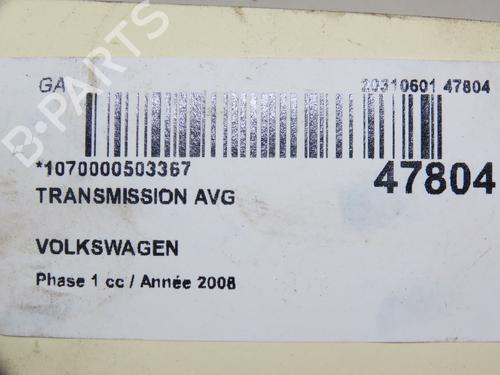 GA
20310601 47804
*1070000503367
47804
TRANSMISSION AVG
VOLKSWAGEN
Phase 1 cc / Année 2008
B-PARTS